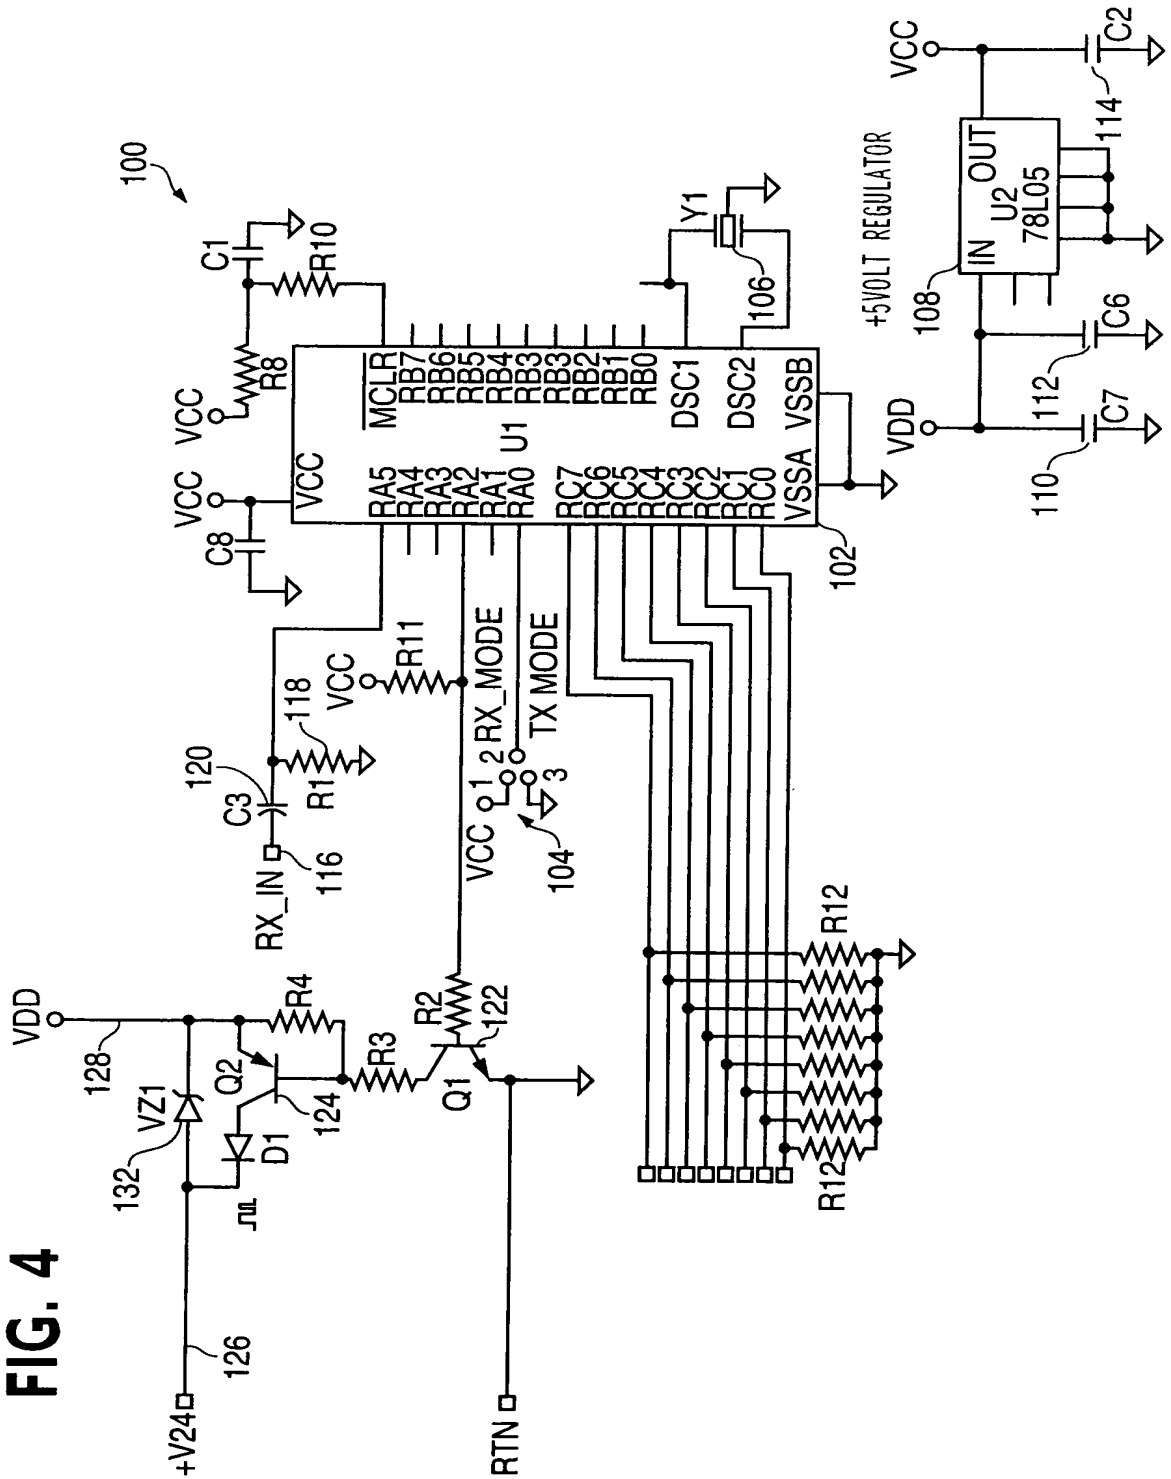 FIG. 4
100
+V24
126
132
VZ1
128
VDD
Q2
124
D1
R4
R3
Q1
122
R2
RTN
RX_IN
116
C3
120
R1
118
VCC
R11
VCC
104
1
2
3
RX_MODE
TX MODE
C8
VCC
VCC
R8
C1
R10
VCC
RA5
RA4
RA3
RA2
RA1
RA0
RC7
RC6
RC5
RC4
RC3
RC2
RC1
RC0
VSSA
U1
MCLR
RB7
RB6
RB5
RB4
RB3
RB3
RB2
RB1
RB0
DSC1
DSC2
VSSB
102
Y1
106
R12
R12
+5VOLT REGULATOR
108
VDD
VCC
IN
OUT
U2
78L05
110
C7
112
C6
114
C2